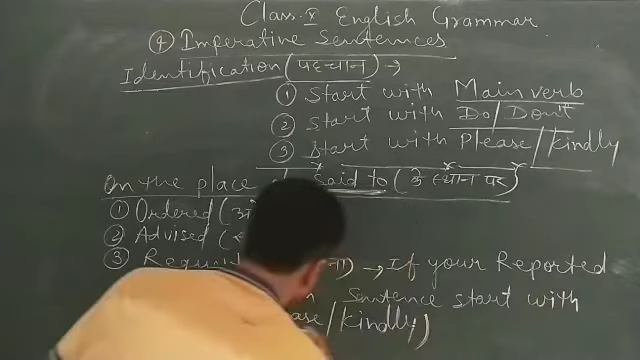 Class-X English Grammar
④ Imperative Sentences
Identification (पहचान) →
① Start with Main verb
② Start with Do/Don't
③ Start with Please/Kindly
On the place Said to (के स्थान पर)
① Ordered
② Advised
③ → If your Reported
Sentence start with
/Kindly)